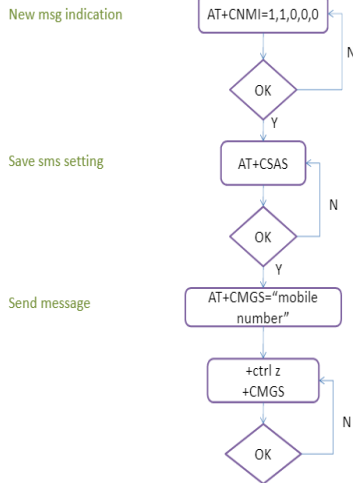 New msg indication
AT+CNMI=1,1,0,0,0
N
OK
Y
Save sms setting
AT+CSAS
N
OK
Y
Send message
AT+CMGS=“mobile
number”
+ctrl z
+CMGS
N
OK